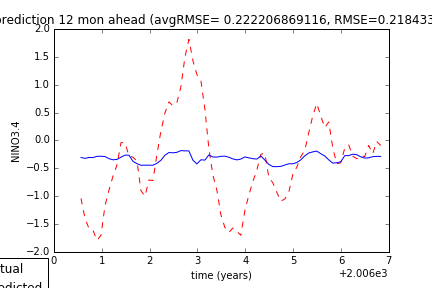 prediction 12 mon ahead (avgRMSE= 0.222206869116, RMSE=0.218433
2.0
1.5
1.0
0.5
0.0
−0.5
−1.0
−1.5
−2.0
NINO3.4
0 1 2 3 4 5 6 7
time (years)
+2.006e3
tual
edicted